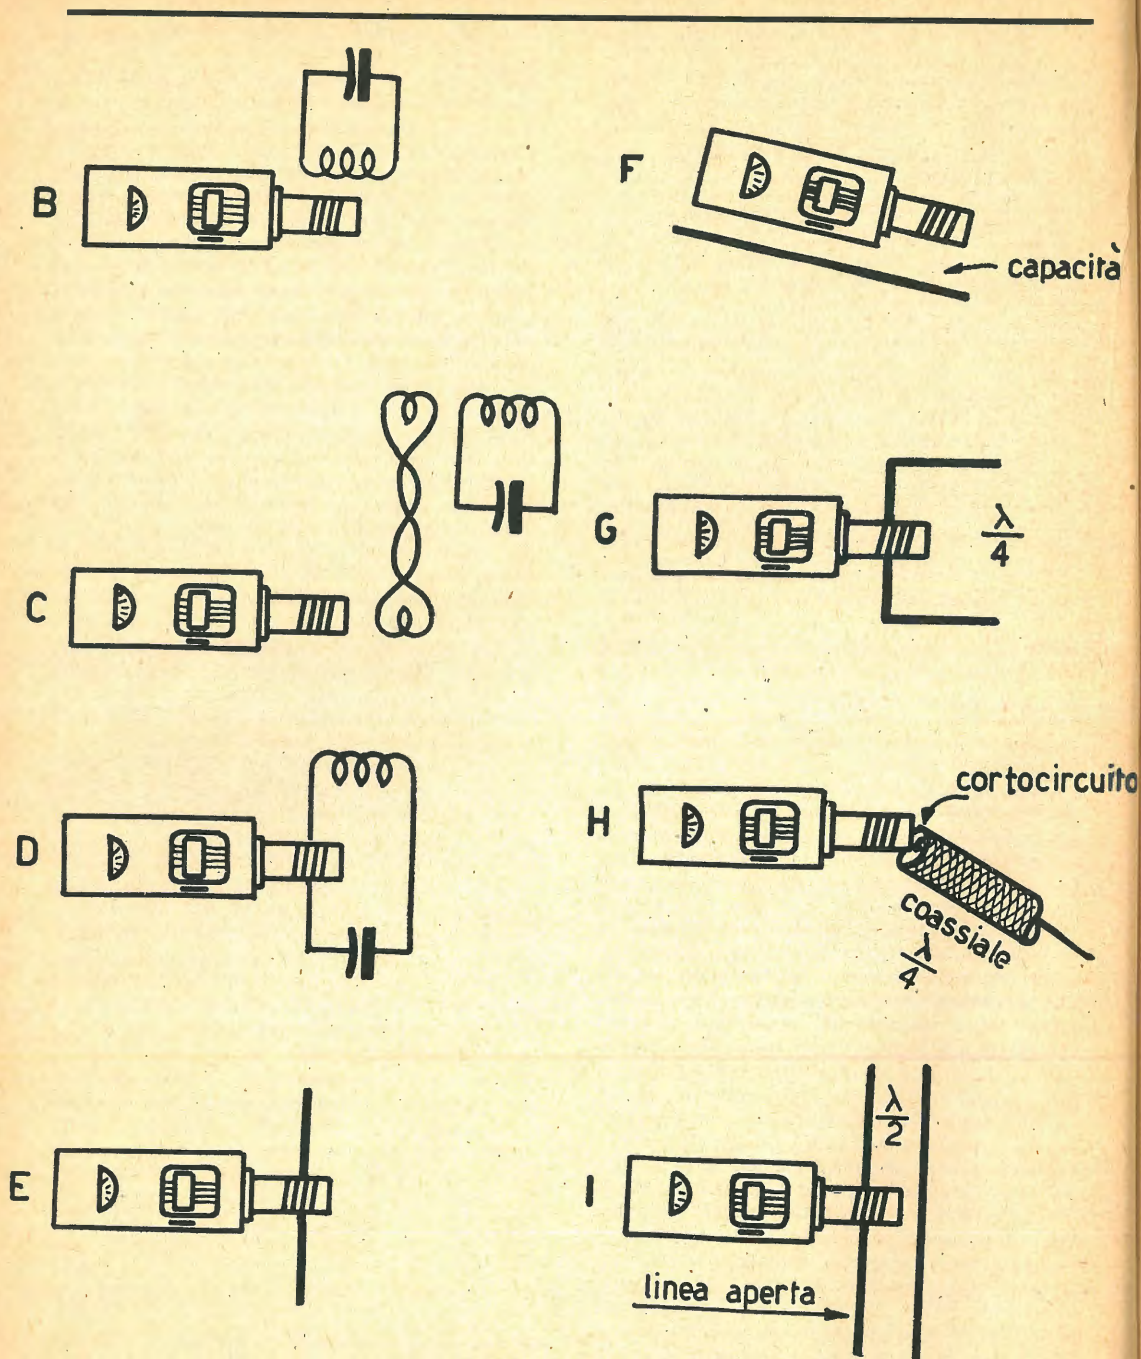 B
F
capacità
C
G
λ/4
D
H
cortocircuito
coassiale
λ/4
E
I
λ/2
linea aperta